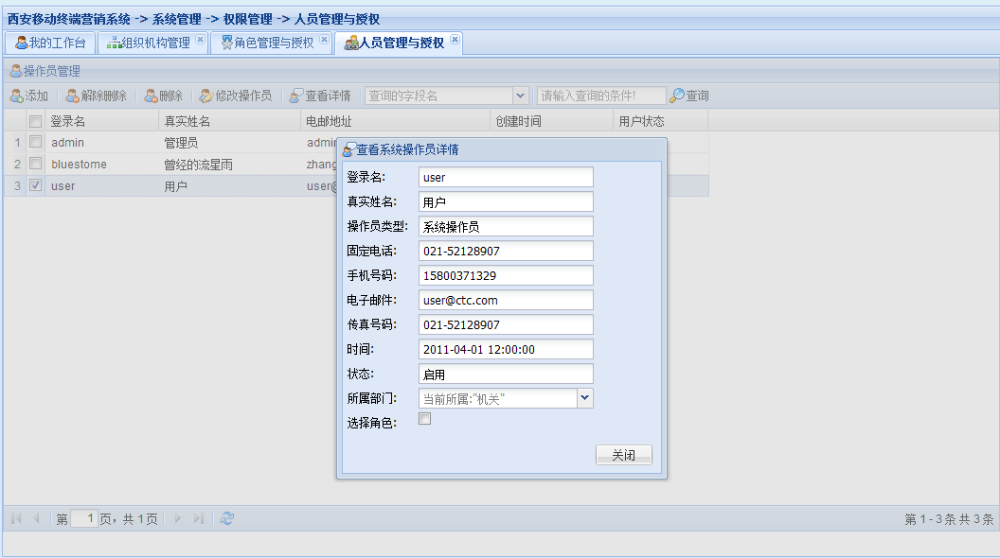 西安移动终端营销系统 -> 系统管理 -> 权限管理 -> 人员管理与授权
我的工作台 组织机构管理 角色管理与授权 人员管理与授权
操作员管理
添加 解除删除 删除 修改操作员 查看详情 查询的字段名 请输入查询的条件! 查询
登录名 真实姓名 电邮地址 创建时间 用户状态
1 admin 管理员 admin
2 bluestome 曾经的流星雨 zhang
3 user 用户 user@
查看系统操作员详情
登录名: user
真实姓名: 用户
操作员类型: 系统操作员
固定电话: 021-52128907
手机号码: 15800371329
电子邮件: user@ctc.com
传真号码: 021-52128907
时间: 2011-04-01 12:00:00
状态: 启用
所属部门: 当前所属:"机关"
选择角色:
关闭
第 1 页，共 1 页 第 1 - 3 条 共 3 条